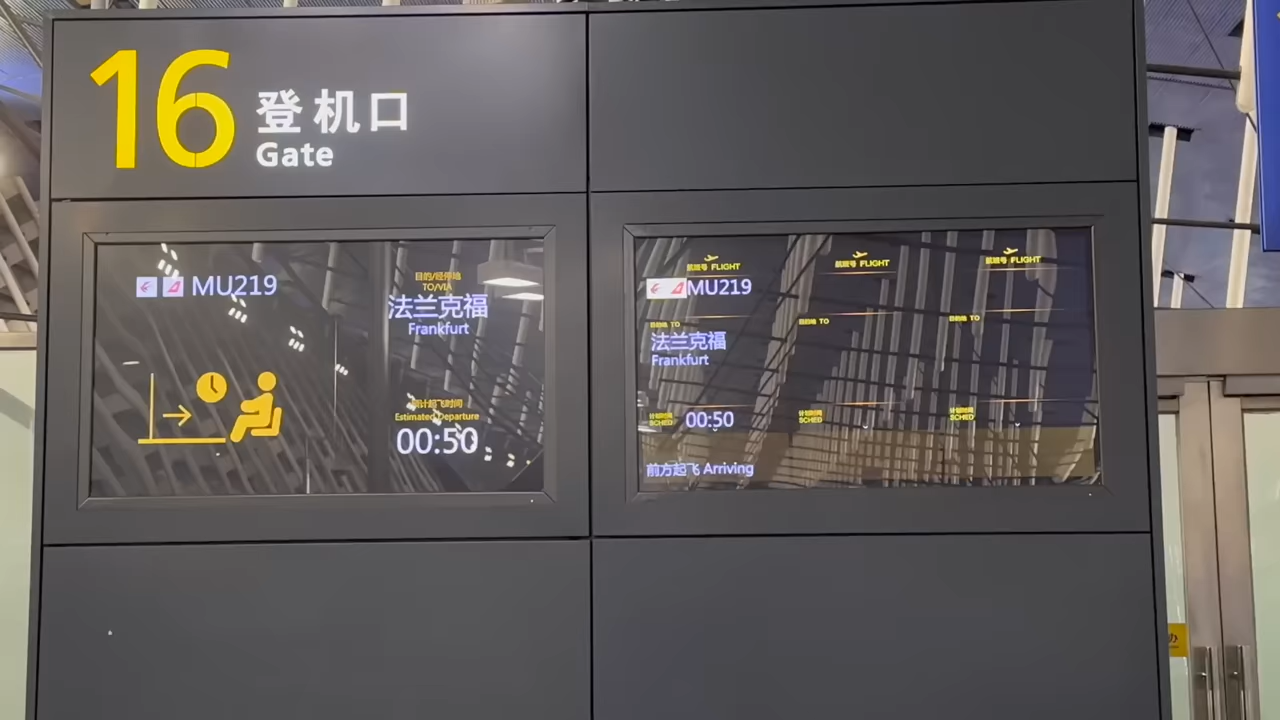 16 登机口
Gate
MU219
目的/经停地
TO/VIA
法兰克福
Frankfurt
预计起飞时间
Estimated Departure
00:50
航班号 FLIGHT
航班号 FLIGHT
航班号 FLIGHT
MU219
目的地 TO
目的地 TO
目的地 TO
法兰克福
Frankfurt
计划时间
SCHED
00:50
计划时间
SCHED
计划时间
SCHED
前方起飞 Arriving